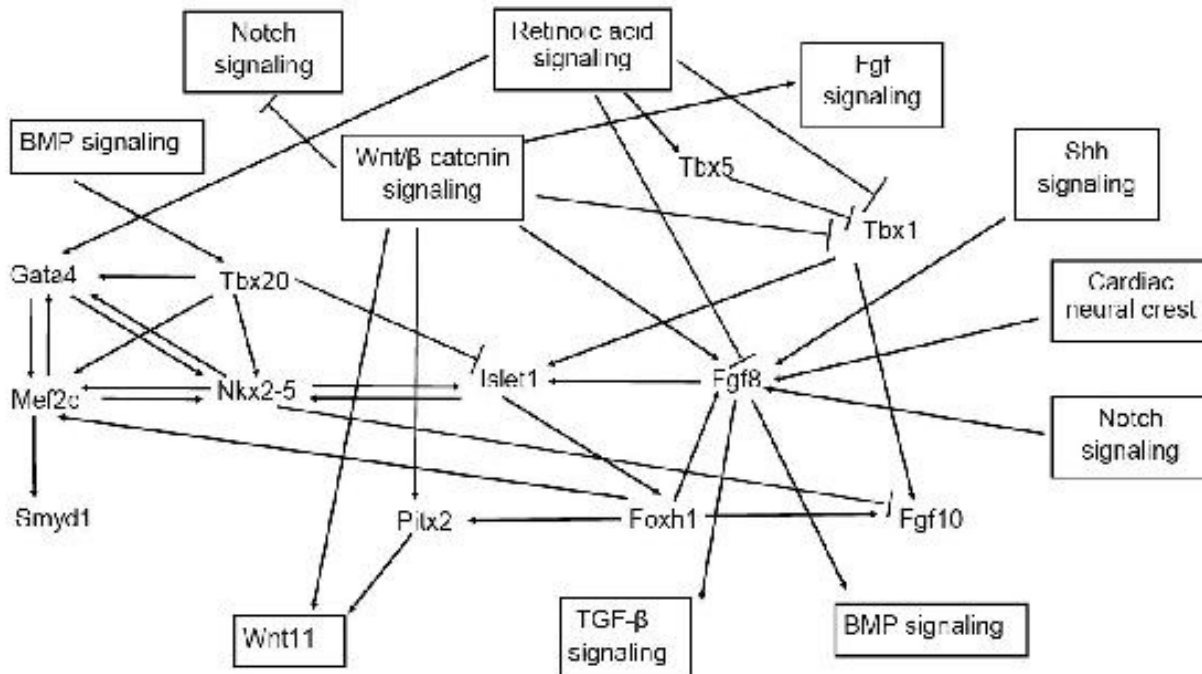 Notch
signaling
Retinoic acid
signaling
Fgf
signaling
BMP signaling
Wnt/β catenin
signaling
Tbx5
Shh
signaling
Tbx1
Gata4
Tbx20
Cardiac
neural crest
Islet1
Fgf8
Mef2c
Nkx2-5
Notch
signaling
Smyd1
Pitx2
Foxh1
Fgf10
Wnt11
TGF-β
signaling
BMP signaling